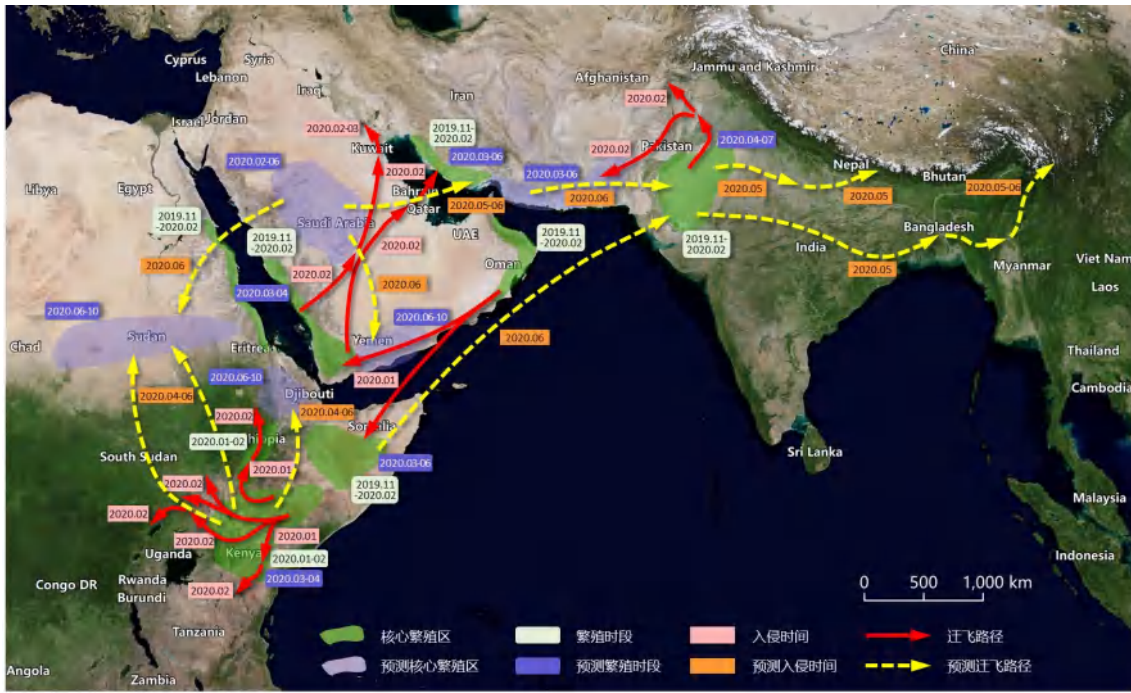 Cyprus
Syria
Lebanon
Iraq
Iran
Afghanistan
Jammu and Kashmir
China
Israel
Jordan
2020.02-03
Kuwait
2019.11-
2020.02
2020.02
Pakistan
2020.04-07
2020.02-06
2020.03-06
2020.02
2020.03-06
Libya
Egypt
2020.02
Bahrain
Qatar
2020.05-06
2020.06
2020.05
Nepal
2020.05
Bhutan
2020.05-06
2019.11
-2020.02
Saudi Arabia
UAE
2019.11
-2020.02
2019.11-
2020.02
India
Bangladesh
2019.11
-2020.02
2020.02
2020.02
Oman
2020.06
2020.06
2020.05
Myanmar
Viet Nam
Laos
2020.03-04
2020.06-10
2020.06-10
Chad
Sudan
Eritrea
Yemen
2020.06
Thailand
2020.06-10
2020.01
Djibouti
2020.04-06
2020.04-06
2020.02
Somalia
Cambodia
2020.01-02
South Sudan
2020.01
2020.03-06
Sri Lanka
2020.02
2019.11
-2020.02
Malaysia
2020.02
2020.02
2020.01
Uganda
Kenya
2020.01-02
Indonesia
Congo DR
Rwanda
Burundi
2020.02
2020.03-04
0 500 1,000 km
Tanzania
Angola
Zambia
核心繁殖区
繁殖时段
入侵时间
迁飞路径
预测核心繁殖区
预测繁殖时段
预测入侵时间
预测迁飞路径